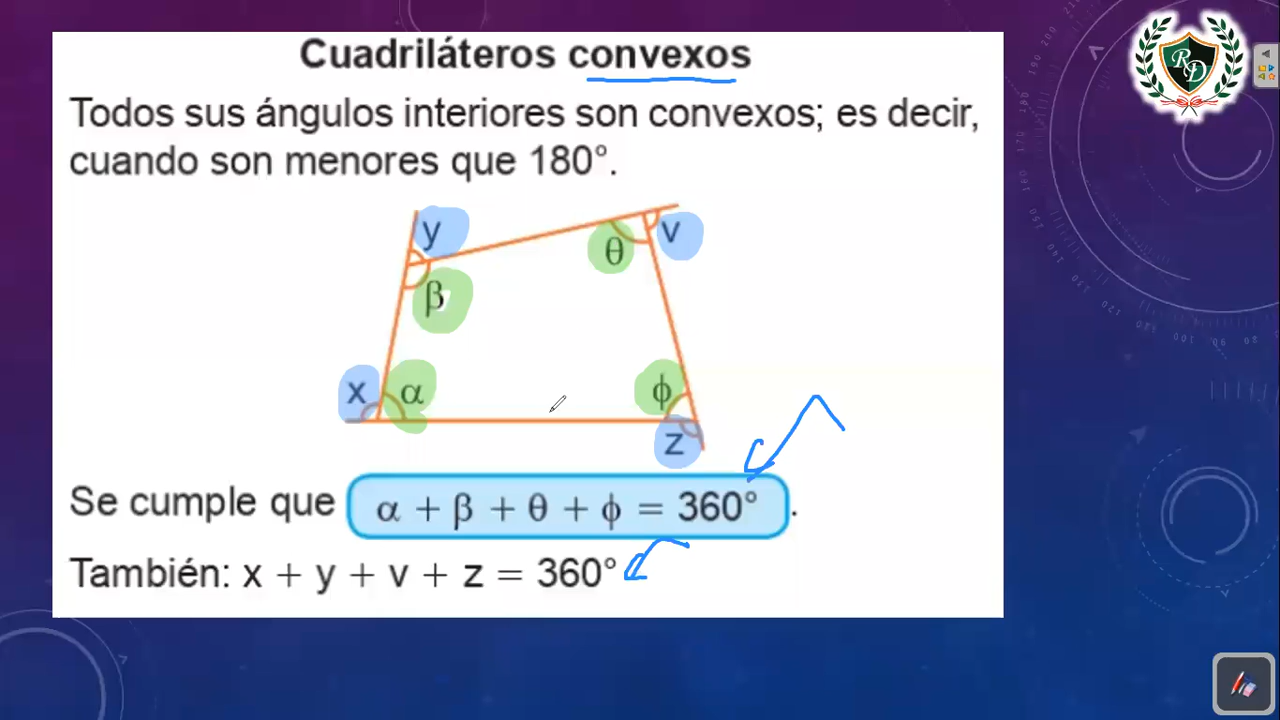 Cuadriláteros convexos
Todos sus ángulos interiores son convexos; es decir,
cuando son menores que 180°.
y
θ
v
β
x
α
ϕ
z
Se cumple que α + β + θ + ϕ = 360°.
También: x + y + v + z = 360°
RD